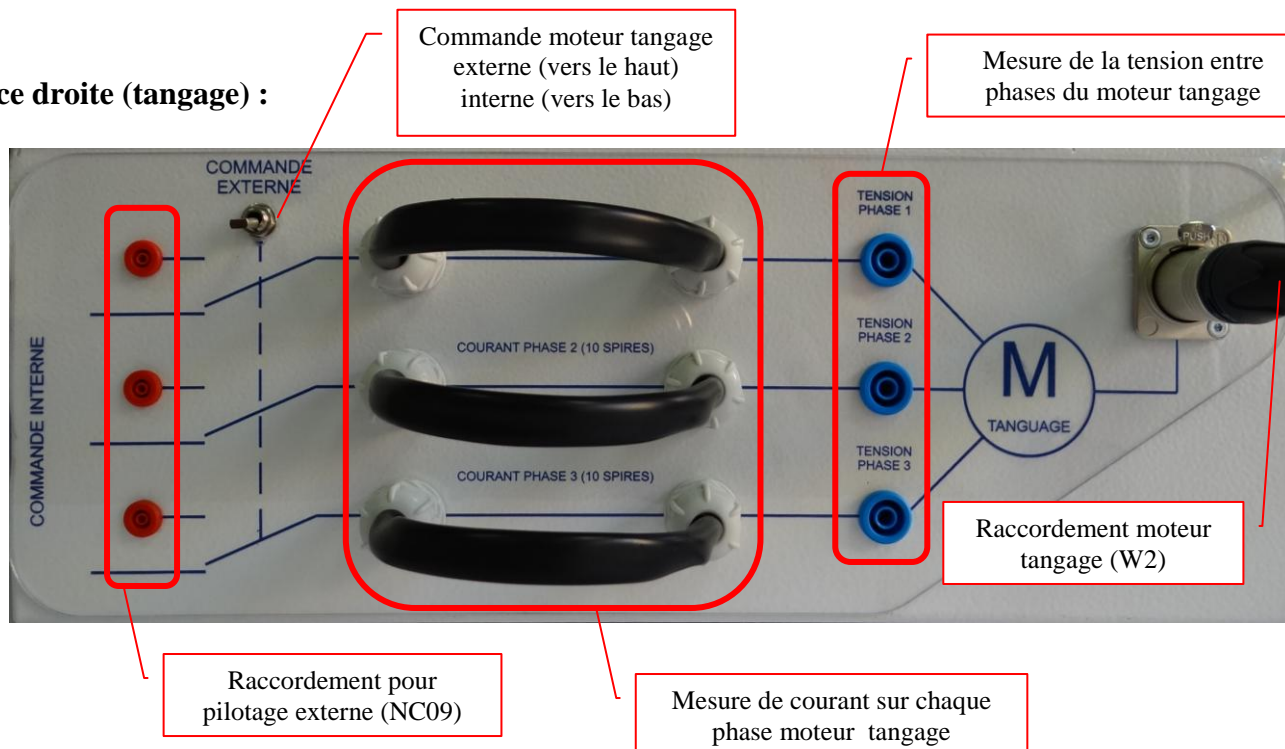 Commande moteur tangage
externe (vers le haut)
interne (vers le bas)
Mesure de la tension entre
phases du moteur tangage
ce droite (tangage) :
COMMANDE
EXTERNE
TENSION
PHASE 1
PUSH
COURANT PHASE 2 (10 SPIRES)
TENSION
PHASE 2
COMMANDE INTERNE
M
TANGUAGE
COURANT PHASE 3 (10 SPIRES)
TENSION
PHASE 3
Raccordement moteur
tangage (W2)
Raccordement pour
pilotage externe (NC09)
Mesure de courant sur chaque
phase moteur tangage